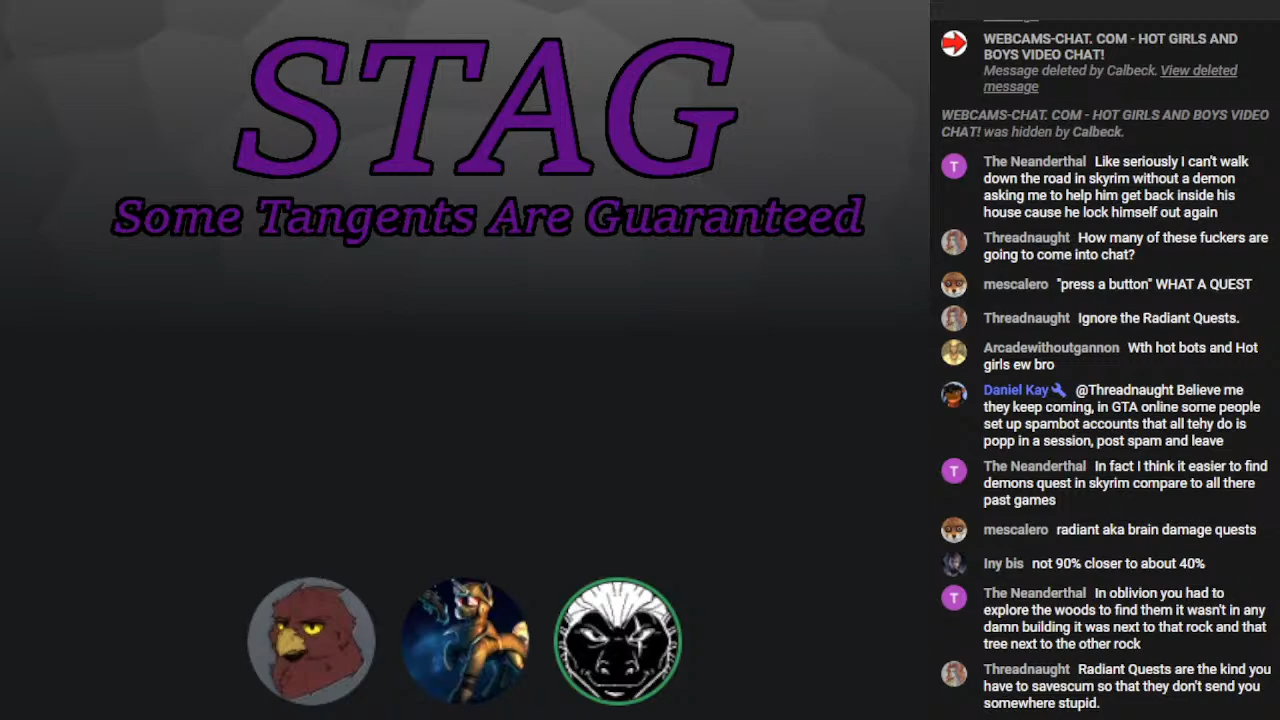 STAG
Some Tangents Are Guaranteed
WEBCAMS-CHAT. COM - HOT GIRLS AND
BOYS VIDEO CHAT!
Message deleted by Calbeck. View deleted
message
WEBCAMS-CHAT. COM - HOT GIRLS AND BOYS VIDEO
CHAT! was hidden by Calbeck.
T
The Neanderthal Like seriously I can't walk
down the road in skyrim without a demon
asking me to help him get back inside his
house cause he lock himself out again
Threadnaught How many of these fuckers are
going to come into chat?
mescalero "press a button" WHAT A QUEST
Threadnaught Ignore the Radiant Quests.
Arcadewithoutgannon Wth hot bots and Hot
girls ew bro
Daniel Kay @Threadnaught Believe me
they keep coming, in GTA online some people
set up spambot accounts that all tehy do is
popp in a session, post spam and leave
T
The Neanderthal In fact I think it easier to find
demons quest in skyrim compare to all there
past games
mescalero radiant aka brain damage quests
Iny bis not 90% closer to about 40%
T
The Neanderthal In oblivion you had to
explore the woods to find them it wasn't in any
damn building it was next to that rock and that
tree next to the other rock
Threadnaught Radiant Quests are the kind you
have to savescum so that they don't send you
somewhere stupid.